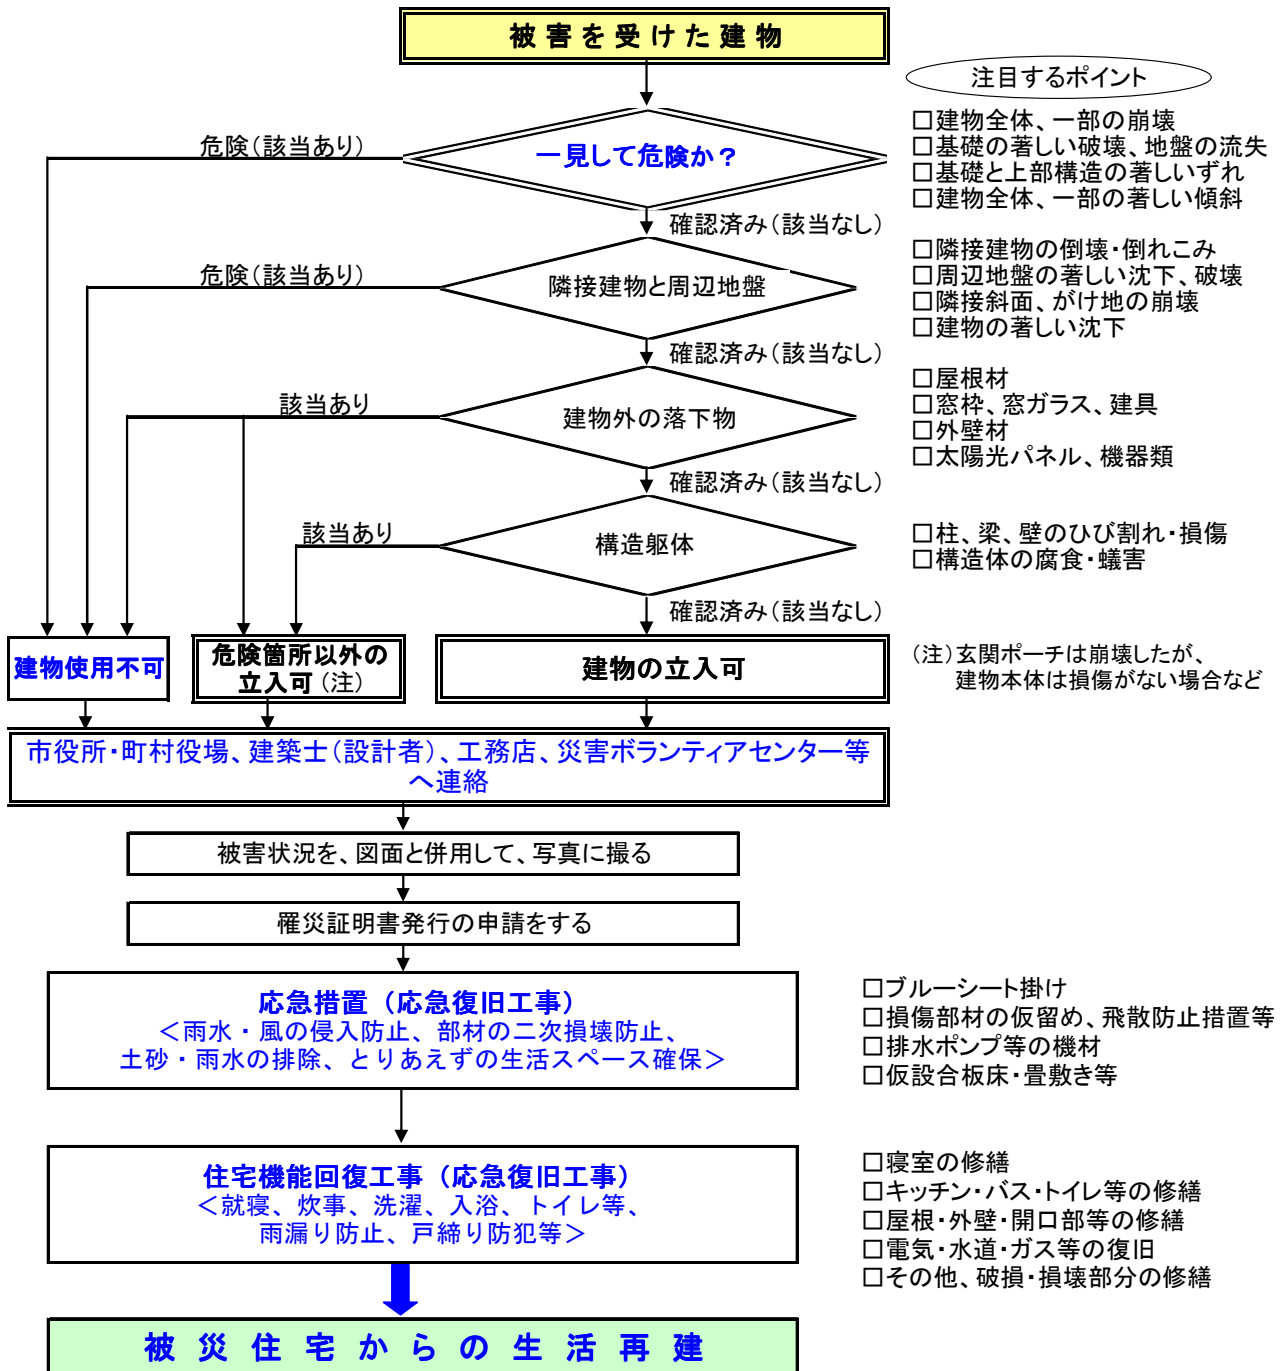 被害を受けた建物
注目するポイント
危険（該当あり）
一見して危険か？
□建物全体、一部の崩壊
□基礎の著しい破壊、地盤の流失
□基礎と上部構造の著しいずれ
□建物全体、一部の著しい傾斜
確認済み（該当なし）
危険（該当あり）
隣接建物と周辺地盤
□隣接建物の倒壊・倒れこみ
□周辺地盤の著しい沈下、破壊
□隣接斜面、がけ地の崩壊
□建物の著しい沈下
確認済み（該当なし）
該当あり
建物外の落下物
□屋根材
□窓枠、窓ガラス、建具
□外壁材
□太陽光パネル、機器類
確認済み（該当なし）
該当あり
構造躯体
□柱、梁、壁のひび割れ・損傷
□構造体の腐食・蟻害
確認済み（該当なし）
建物使用不可
危険箇所以外の
立入可（注）
建物の立入可
（注）玄関ポーチは崩壊したが、
建物本体は損傷がない場合など
市役所・町村役場、建築士（設計者）、工務店、災害ボランティアセンター等
へ連絡
被害状況を、図面と併用して、写真に撮る
罹災証明書発行の申請をする
応急措置（応急復旧工事）
＜雨水・風の侵入防止、部材の二次損壊防止、
土砂・雨水の排除、とりあえずの生活スペース確保＞
□ブルーシート掛け
□損傷部材の仮留め、飛散防止措置等
□排水ポンプ等の機材
□仮設合板床・畳敷き等
住宅機能回復工事（応急復旧工事）
＜就寝、炊事、洗濯、入浴、トイレ等、
雨漏り防止、戸締り防犯等＞
□寝室の修繕
□キッチン・バス・トイレ等の修繕
□屋根・外壁・開口部等の修繕
□電気・水道・ガス等の復旧
□その他、破損・損壊部分の修繕
被災住宅からの生活再建